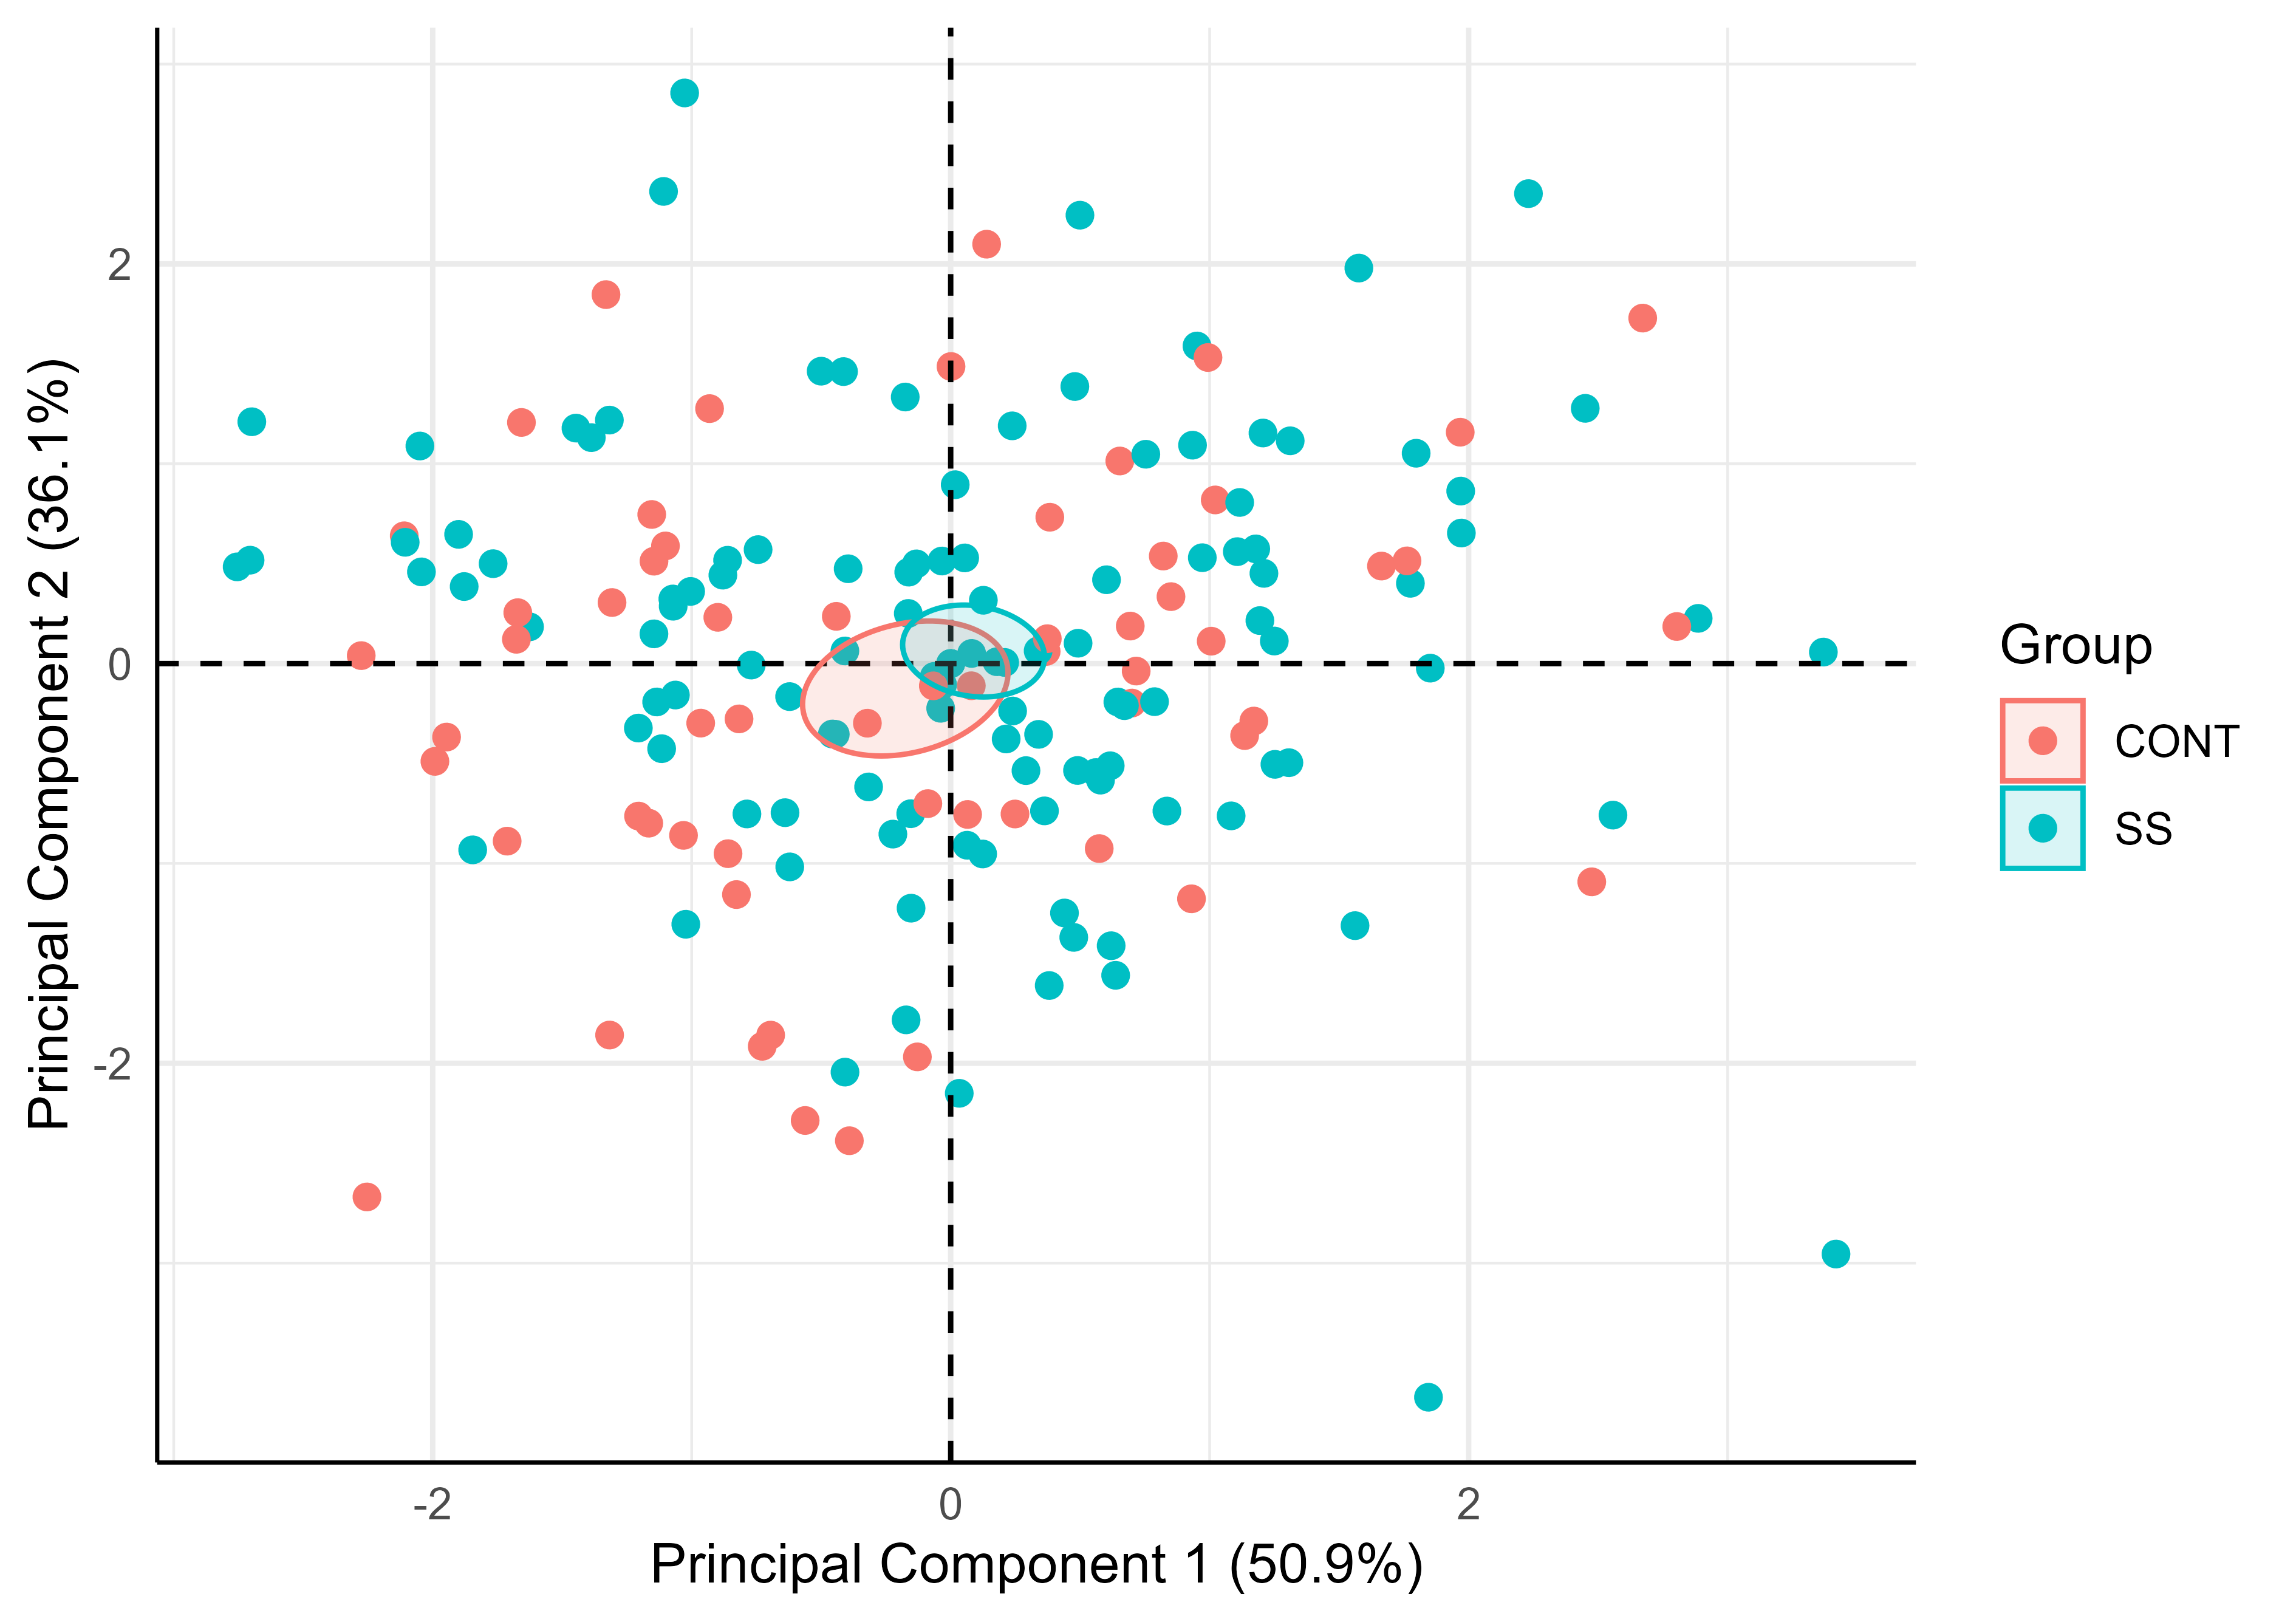 Principal Component 2 (36.1%)
2
0
-2
-2
0
2
Principal Component 1 (50.9%)
Group
CONT
SS